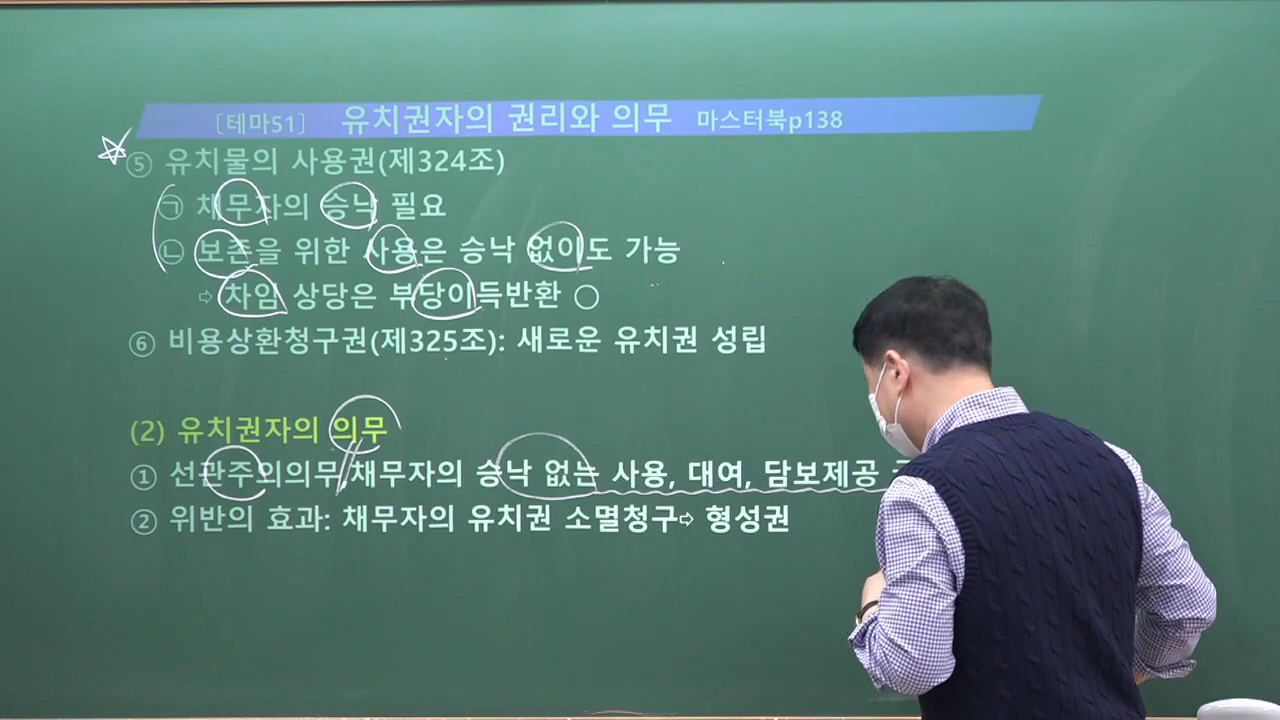 ［테마51］ 유치권자의 권리와 의무 마스터북p138
⑤ 유치물의 사용권(제324조)
㉠ 채무자의 승낙 필요
㉡ 보존을 위한 사용은 승낙 없이도 가능
⇨ 차임 상당은 부당이득반환 ○
⑥ 비용상환청구권(제325조): 새로운 유치권 성립
(2) 유치권자의 의무
① 선관주의의무/채무자의 승낙 없는 사용, 대여, 담보제공
② 위반의 효과: 채무자의 유치권 소멸청구⇨ 형성권